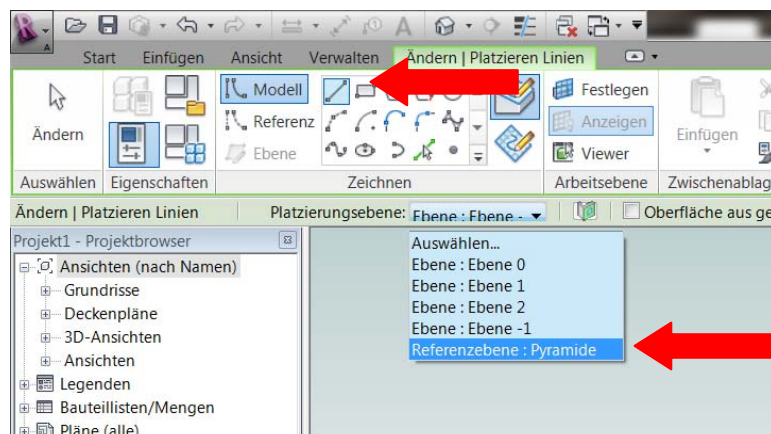 A
Start Einfügen Ansicht Verwalten Ändern | Platzieren Linien
Ändern
Modell
Referenz
Ebene
Festlegen
Anzeigen
Viewer
Einfügen
Auswählen Eigenschaften Zeichnen Arbeitsebene Zwischenablag
Ändern | Platzieren Linien Platzierungsebene: Ebene : Ebene - Oberfläche aus ge
Projekt1 - Projektbrowser
Ansichten (nach Namen)
Grundrisse
Deckenpläne
3D-Ansichten
Ansichten
Legenden
Bauteillisten/Mengen
Pläne (alle)
Auswählen...
Ebene : Ebene 0
Ebene : Ebene 1
Ebene : Ebene 2
Ebene : Ebene -1
Referenzebene : Pyramide